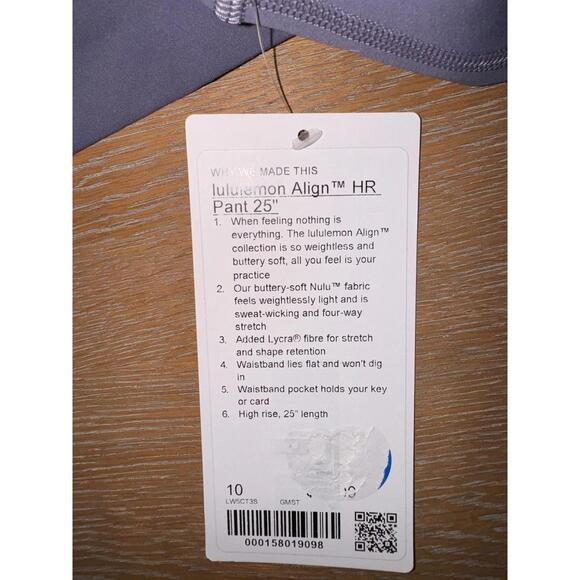 WHY WE MADE THIS
lululemon Align™ HR
Pant 25"
1. When feeling nothing is
everything. The lululemon Align™
collection is so weightless and
buttery soft, all you feel is your
practice
2. Our buttery-soft Nulu™ fabric
feels weightlessly light and is
sweat-wicking and four-way
stretch
3. Added Lycra® fibre for stretch
and shape retention
4. Waistband lies flat and won't dig
in
5. Waistband pocket holds your key
or card
6. High rise, 25" length
10
LW5CT3S GMST
000158019098